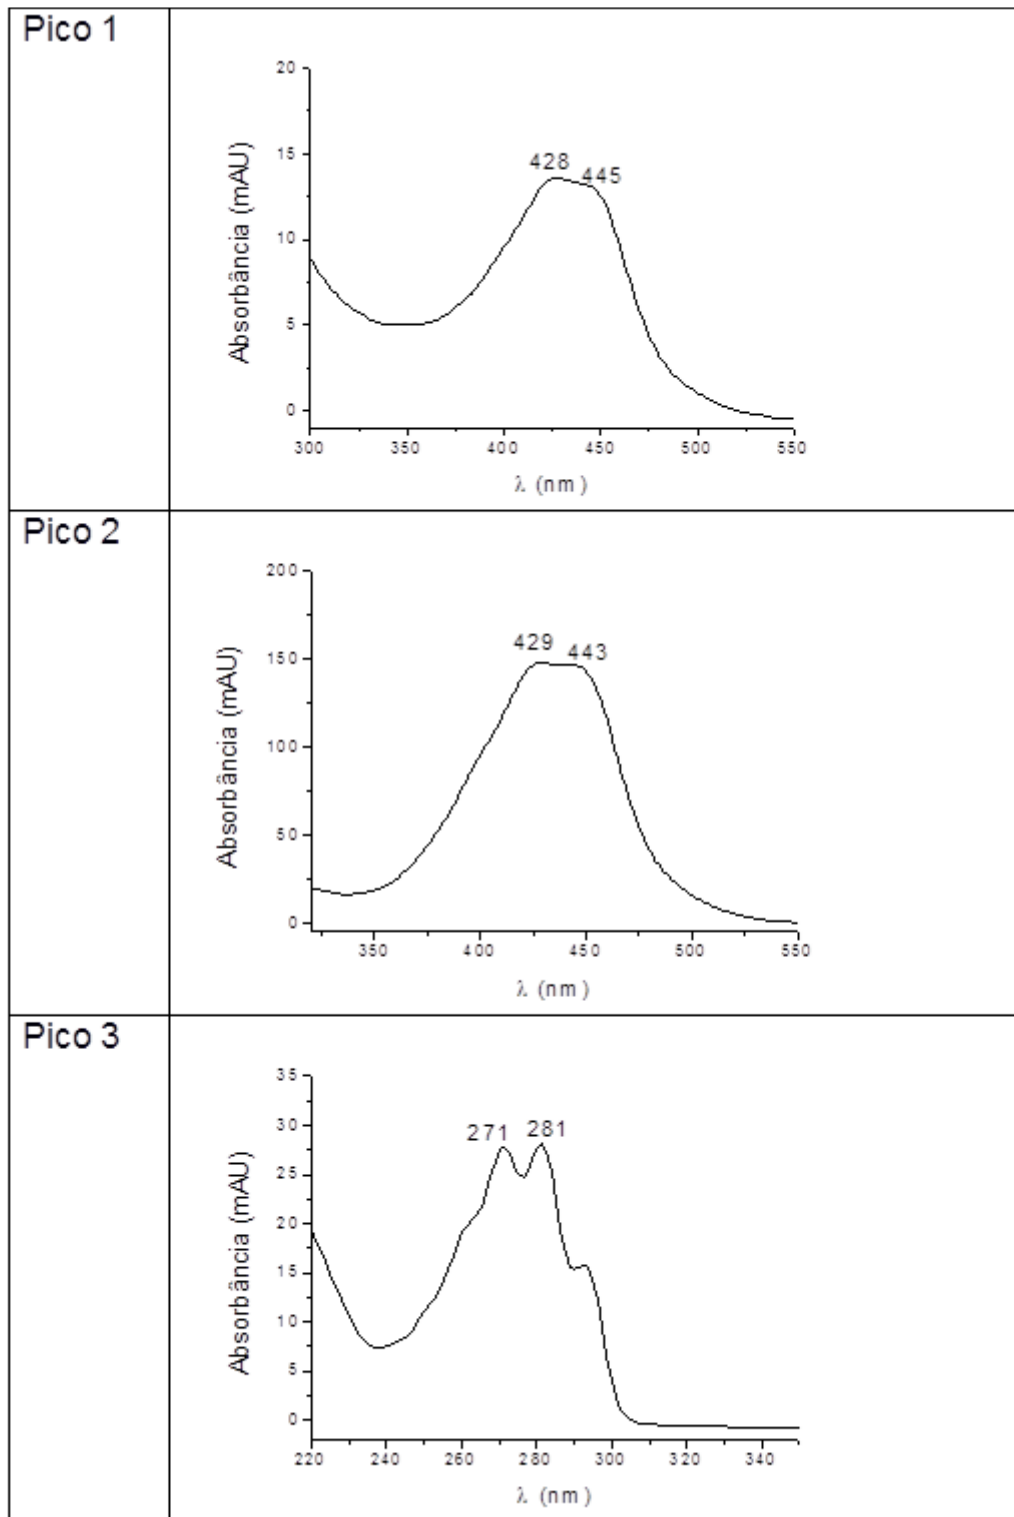 Pico 1
20
15
10
5
0
Absorbância (mAU)
428
445
300 350 400 450 500 550
λ (nm)
Pico 2
200
150
100
50
0
Absorbância (mAU)
429
443
350 400 450 500 550
λ (nm)
Pico 3
35
30
25
20
15
10
5
0
Absorbância (mAU)
271
281
220 240 260 280 300 320 340
λ (nm)